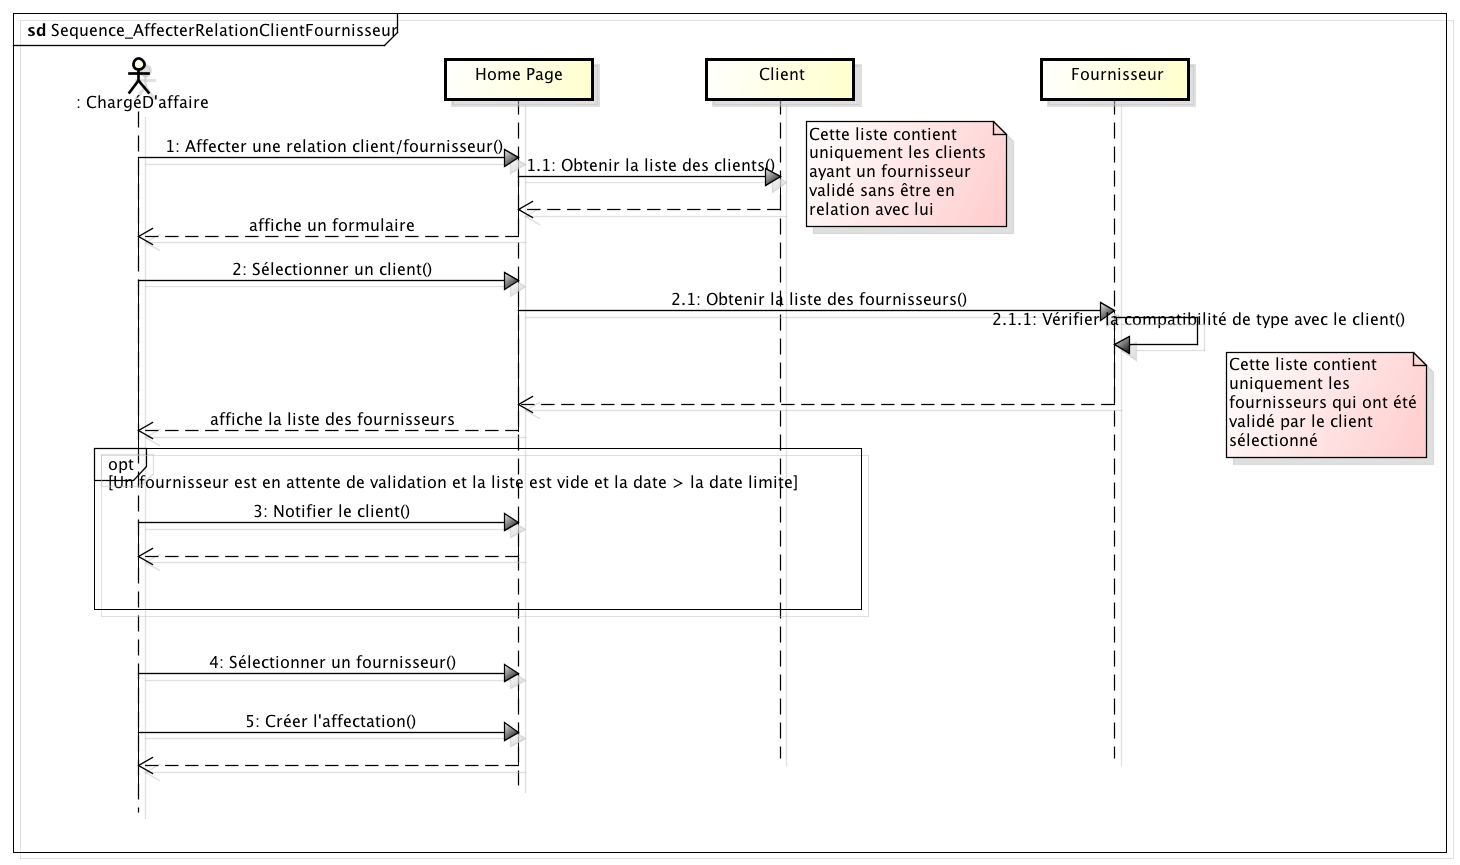 sd Sequence_AffecterRelationClientFournisseur
: ChargéD'affaire
Home Page
Client
Fournisseur
1: Affecter une relation client/fournisseur()
1.1: Obtenir la liste des clients()
Cette liste contient
uniquement les clients
ayant un fournisseur
validé sans être en
relation avec lui
affiche un formulaire
2: Sélectionner un client()
2.1: Obtenir la liste des fournisseurs()
2.1.1: Vérifier la compatibilité de type avec le client()
Cette liste contient
uniquement les
fournisseurs qui ont été
validé par le client
sélectionné
affiche la liste des fournisseurs
opt
[Un fournisseur est en attente de validation et la liste est vide et la date > la date limite]
3: Notifier le client()
4: Sélectionner un fournisseur()
5: Créer l'affectation()